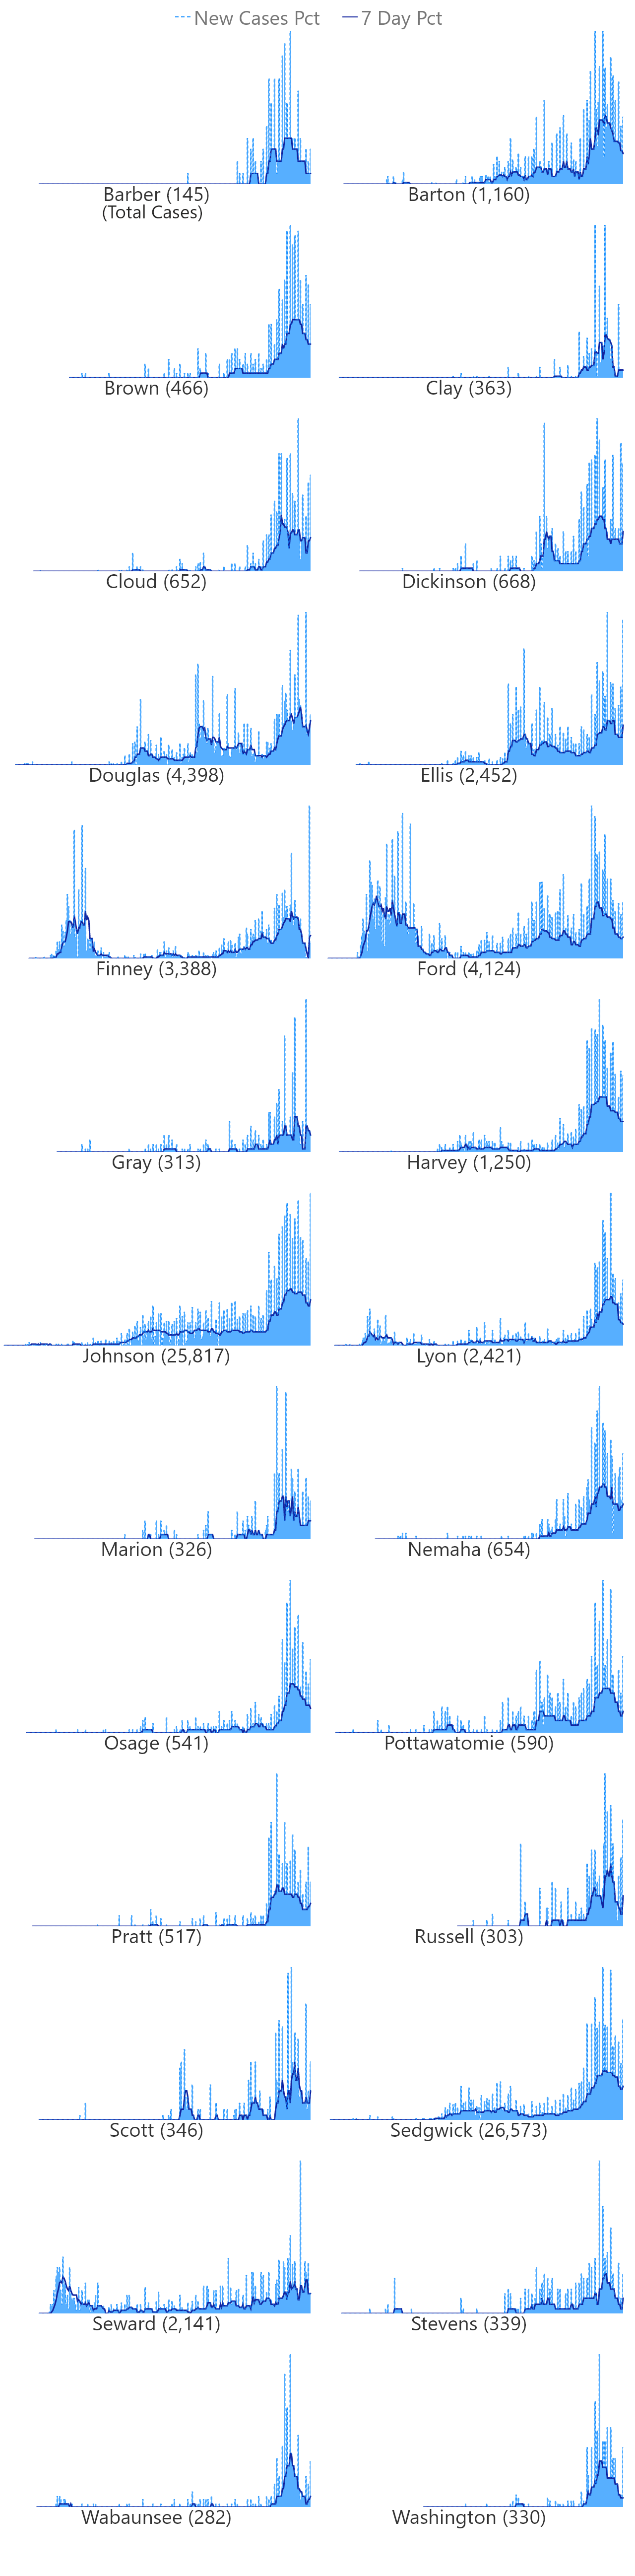 New Cases Pct 7 Day Pct
Barber (145) Barton (1,160)
(Total Cases)
Brown (466) Clay (363)
Cloud (652) Dickinson (668)
Douglas (4,398) Ellis (2,452)
Finney (3,388) Ford (4,124)
Gray (313) Harvey (1,250)
Johnson (25,817) Lyon (2,421)
Marion (326) Nemaha (654)
Osage (541) Pottawatomie (590)
Pratt (517) Russell (303)
Scott (346) Sedgwick (26,573)
Seward (2,141) Stevens (339)
Wabaunsee (282) Washington (330)